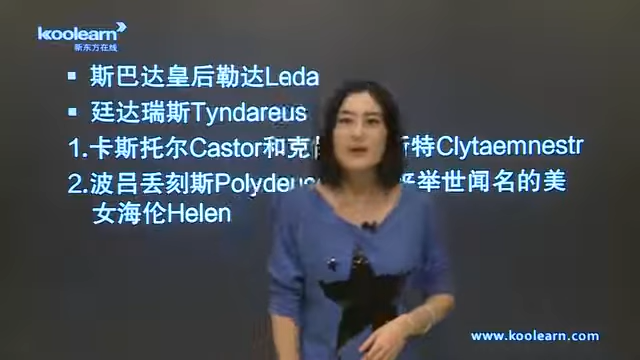 koolearn
新东方在线
斯巴达皇后勒达Leda
廷达瑞斯Tyndareus
1.卡斯托尔Castor和克 斯特Clytaemnestr
2.波吕丢刻斯Polydeu 举世闻名的美
女海伦Helen
www.koolearn.com